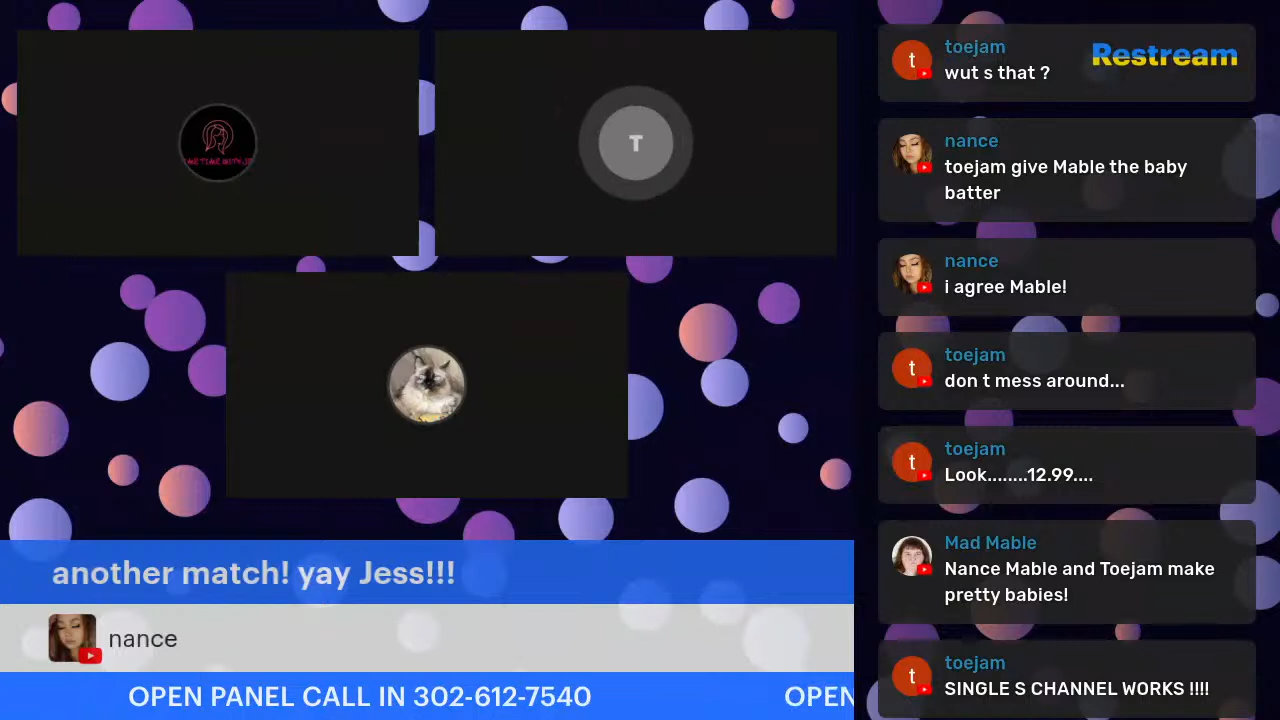 T
another match! yay Jess!!!
nance
OPEN PANEL CALL IN 302-612-7540
OPEN
Restream
t
toejam
wut s that ?
nance
toejam give Mable the baby
batter
nance
i agree Mable!
t
toejam
don t mess around...
t
toejam
Look........12.99....
Mad Mable
Nance Mable and Toejam make
pretty babies!
t
toejam
SINGLE S CHANNEL WORKS !!!!